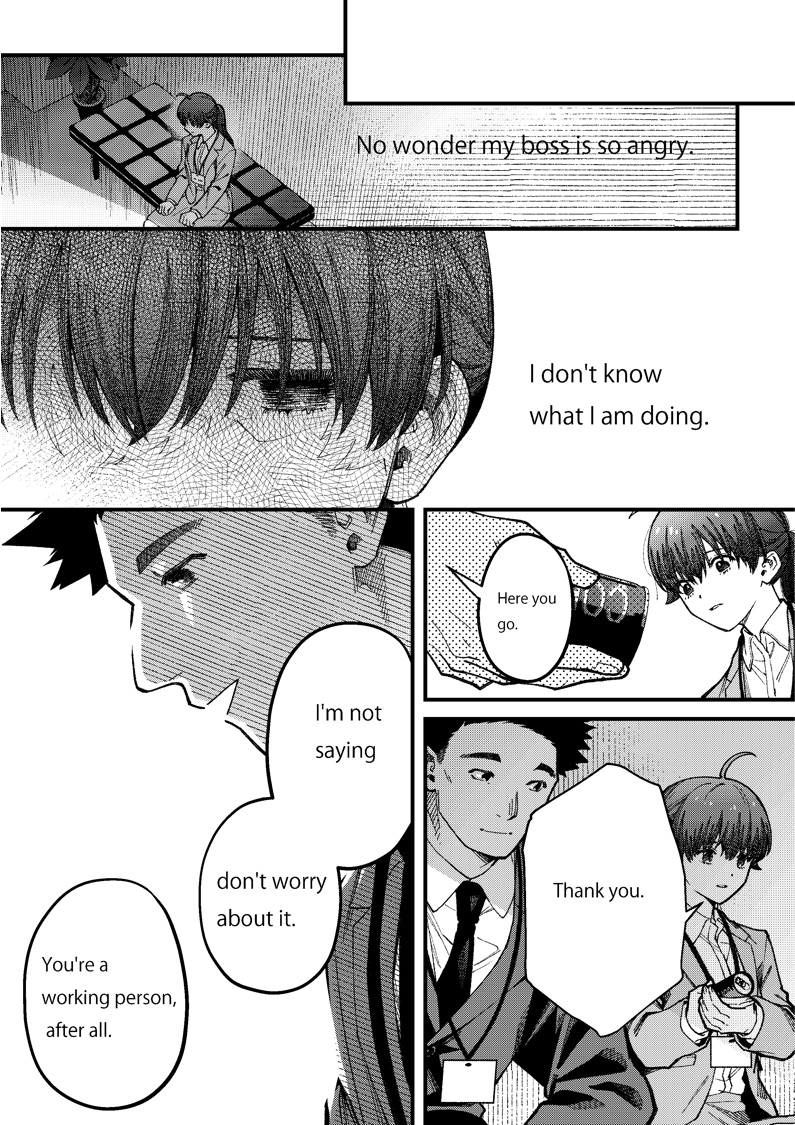 No wonder my boss is so angry.
I don't know
what I am doing.
Here you
go.
Thank you.
I'm not
saying
don't worry
about it.
You're a
working person,
after all.